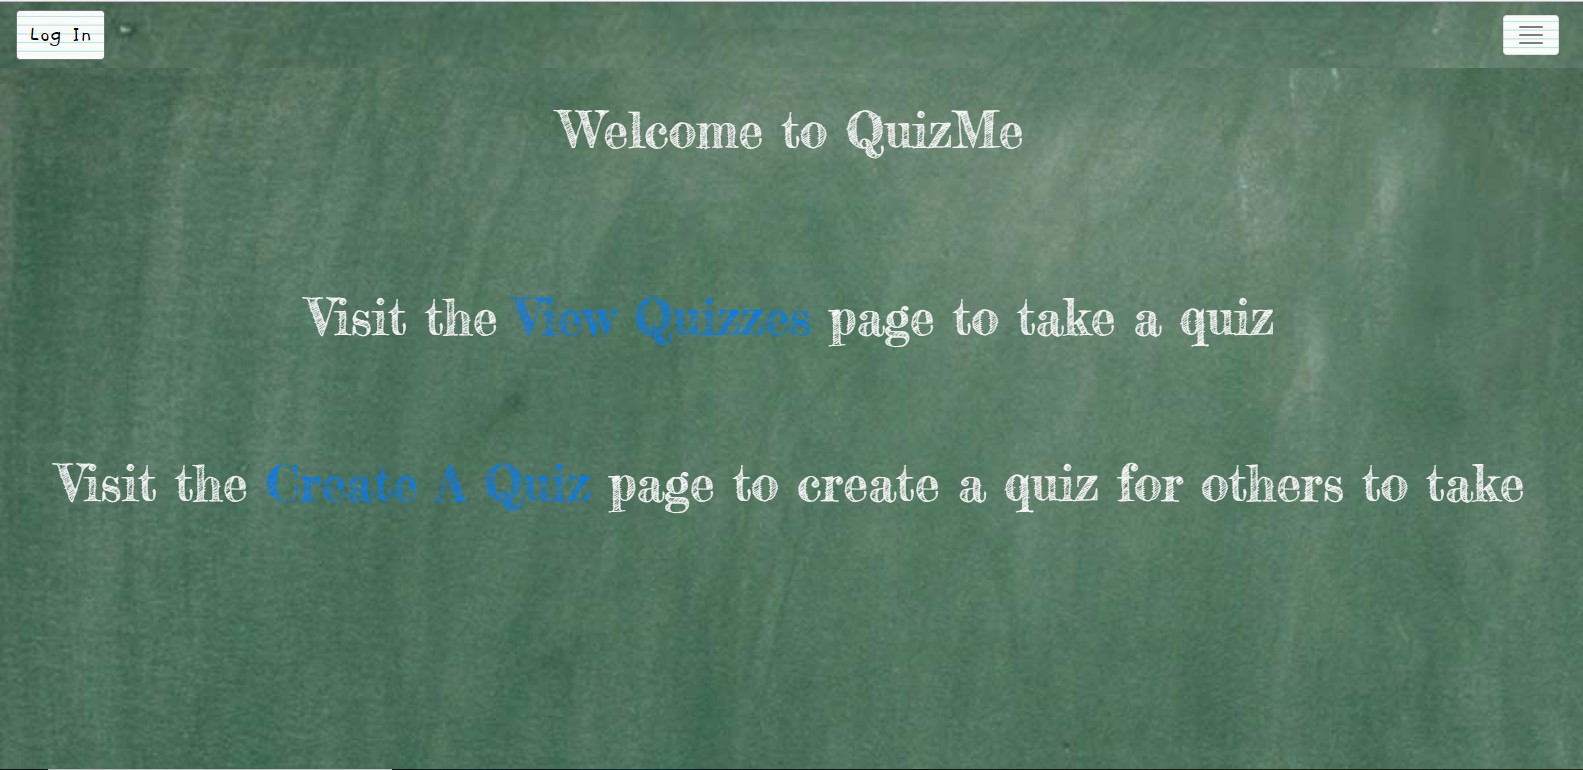 Log In
Welcome to QuizMe
Visit the View Quizzes page to take a quiz
Visit the Create A Quiz page to create a quiz for others to take